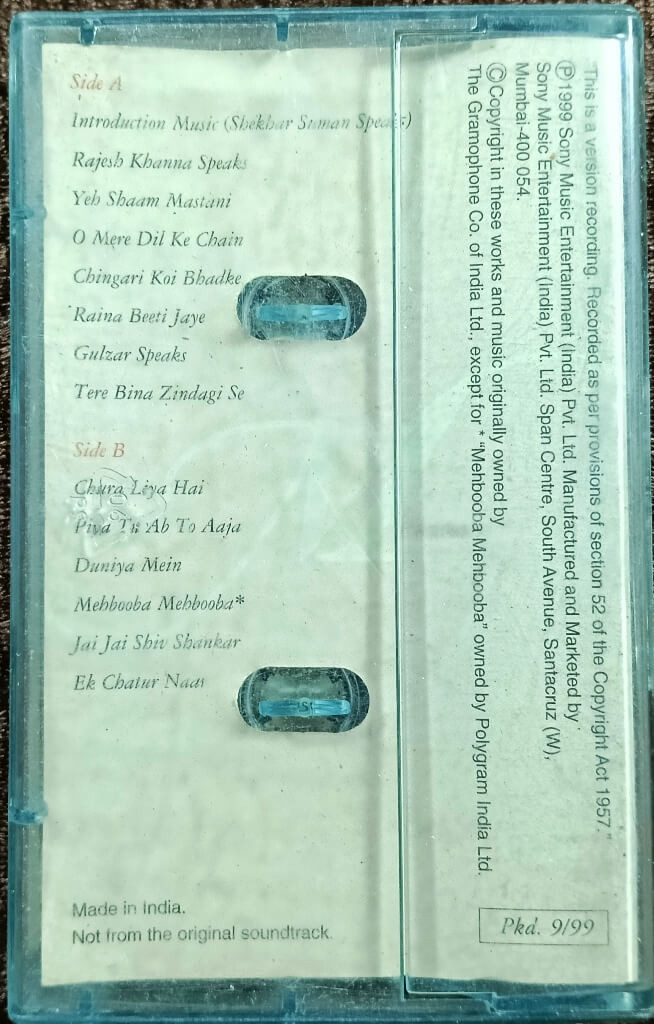 Side A
Introduction Music (Shekhar Suman Speaks)
Rajesh Khanna Speaks
Yeh Shaam Mastani
O Mere Dil Ke Chain
Chingari Koi Bhadke
Raina Beeti Jaye
Gulzar Speaks
Tere Bina Zindagi Se
Side B
Chura Liya Hai
Piya Tu Ab To Aaja
Duniya Mein
Mehbooba Mehbooba*
Jai Jai Shiv Shankar
Ek Chatur Naar
Made in India.
Not from the original soundtrack.
"This is a version recording. Recorded as per provisions of section 52 of the Copyright Act 1957."
Ⓟ 1999 Sony Music Entertainment (India) Pvt. Ltd. Manufactured and Marketed by
Sony Music Entertainment (India) Pvt. Ltd. Span Centre, South Avenue, Santacruz (W),
Mumbai-400 054.
© Copyright in these works and music originally owned by
The Gramophone Co. of India Ltd., except for * "Mehbooba Mehbooba" owned by Polygram India Ltd.
Pkd. 9/99